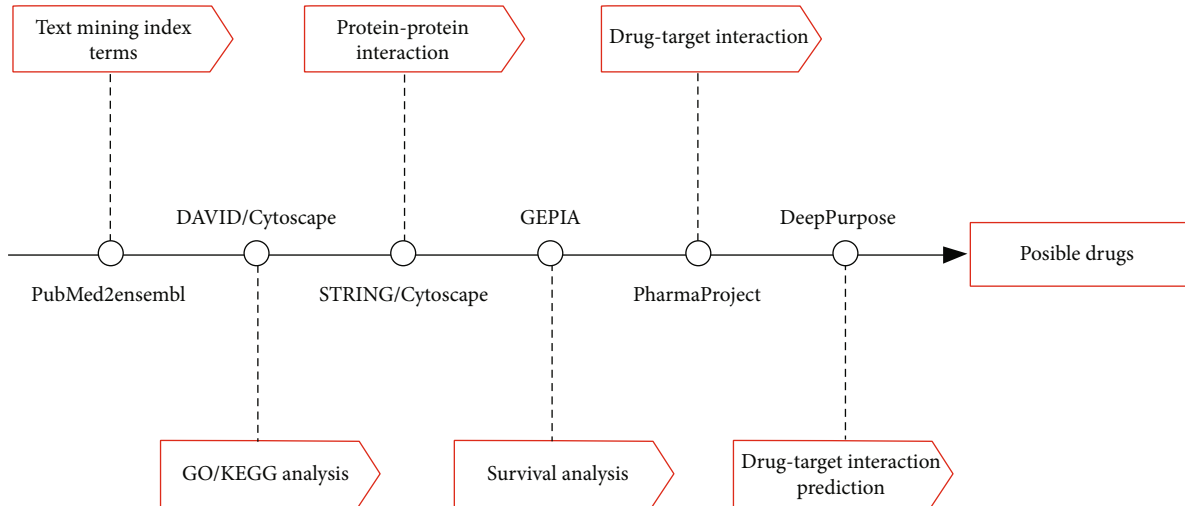 Text mining index
terms
Protein-protein
interaction
Drug-target interaction
DAVID/Cytoscape
GEPIA
DeepPurpose
Posible drugs
PubMed2ensembl
STRING/Cytoscape
PharmaProject
GO/KEGG analysis
Survival analysis
Drug-target interaction
prediction